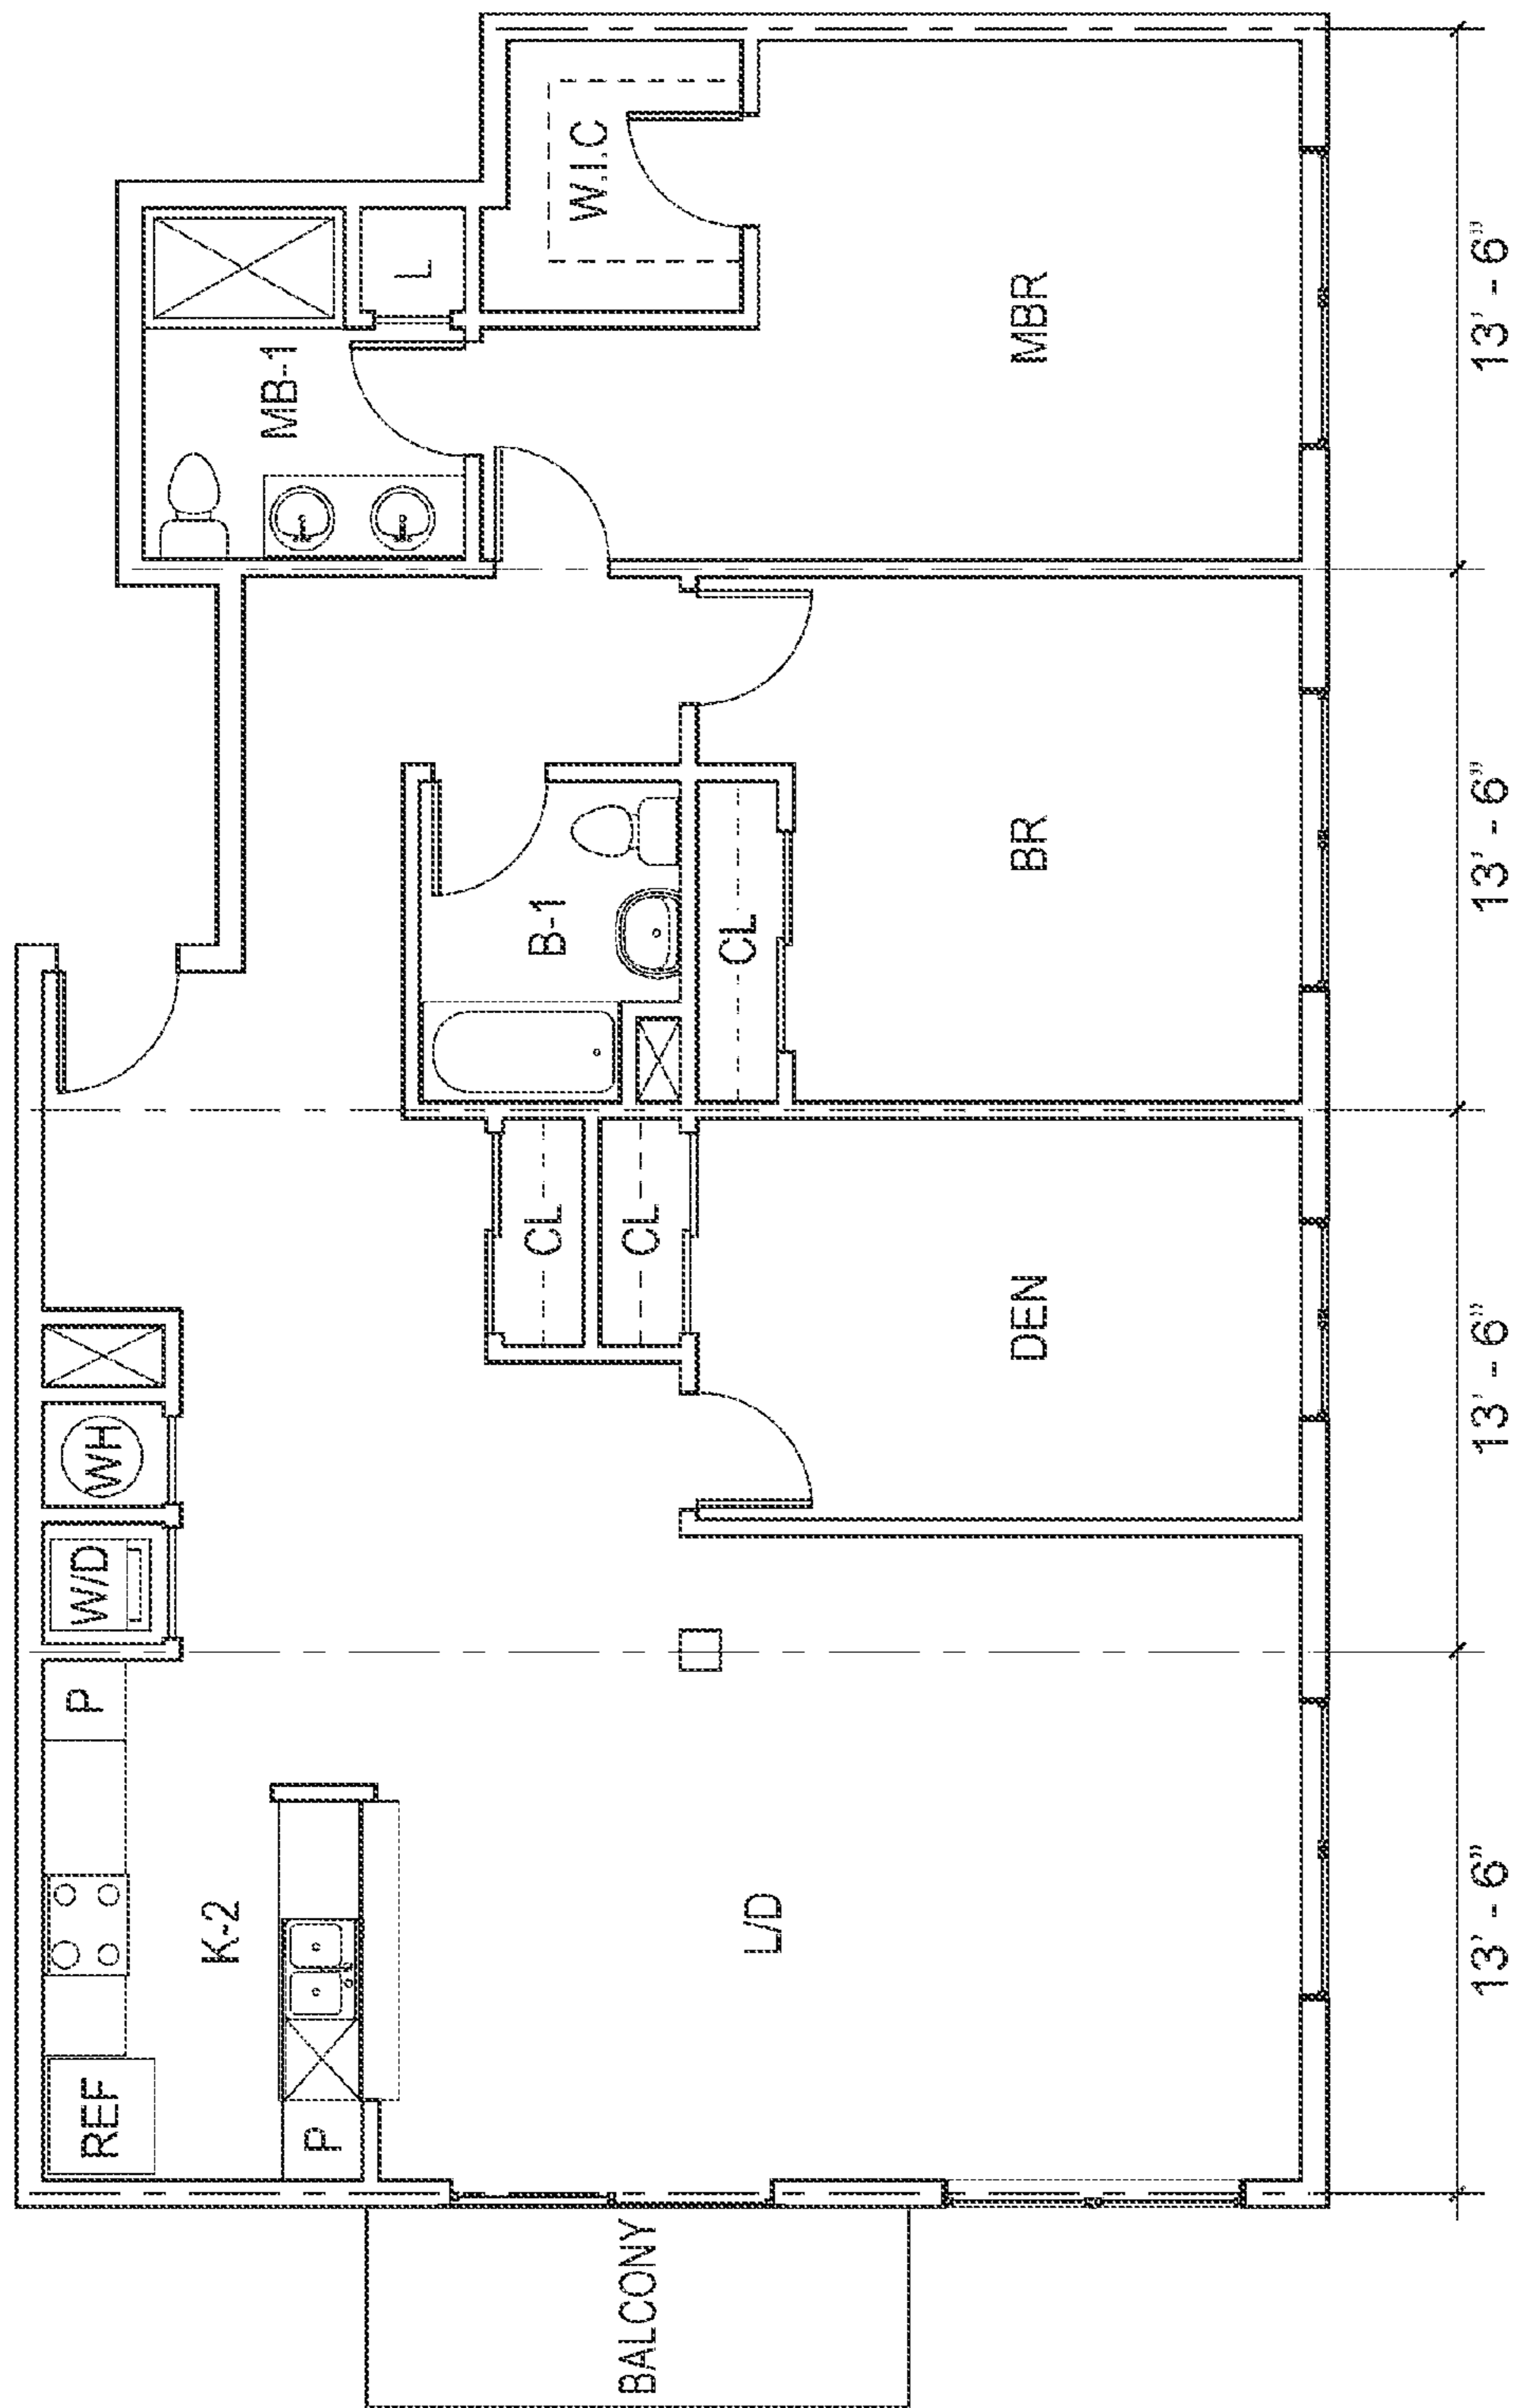 REF
P
W/D
WH
K-2
P
MB-1
L
W.I.C
CL
CL
B-1
CL
BALCONY
L/D
DEN
BR
MBR
13' - 6"
13' - 6"
13' - 6"
13' - 6"